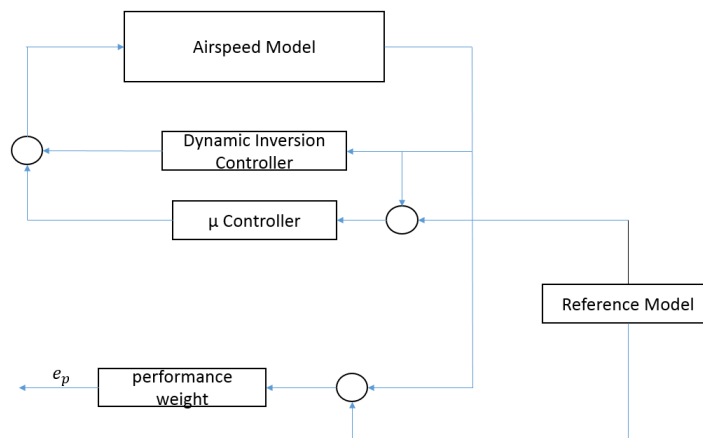 Airspeed Model
Dynamic Inversion
Controller
μ Controller
Reference Model
performance
weight
e_p